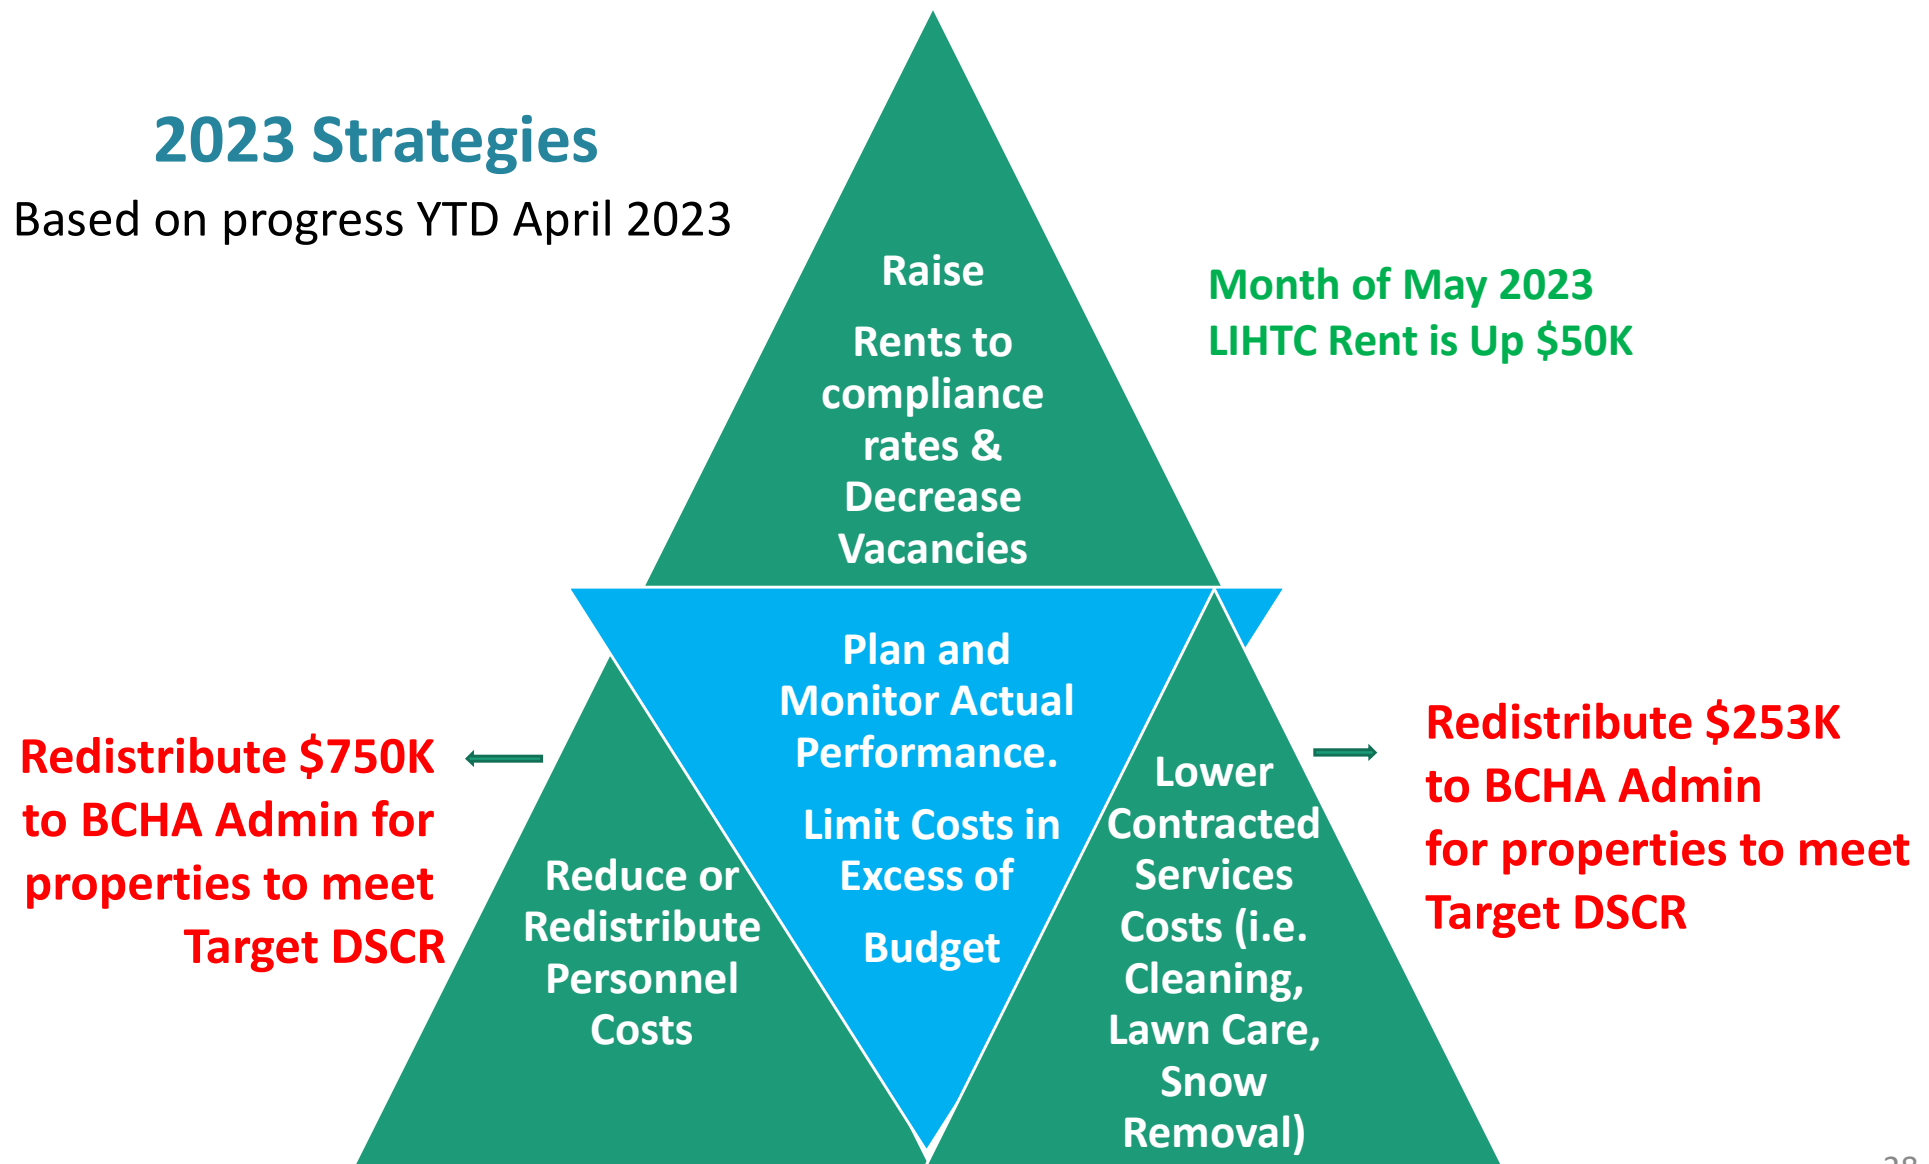 2023 Strategies
Based on progress YTD April 2023
Raise
Rents to
compliance
rates &
Decrease
Vacancies
Month of May 2023
LIHTC Rent is Up $50K
Plan and
Monitor Actual
Performance.
Limit Costs in
Excess of
Budget
Redistribute $750K
to BCHA Admin for
properties to meet
Target DSCR
Reduce or
Redistribute
Personnel
Costs
Lower
Contracted
Services
Costs (i.e.
Cleaning,
Lawn Care,
Snow
Removal)
Redistribute $253K
to BCHA Admin
for properties to meet
Target DSCR